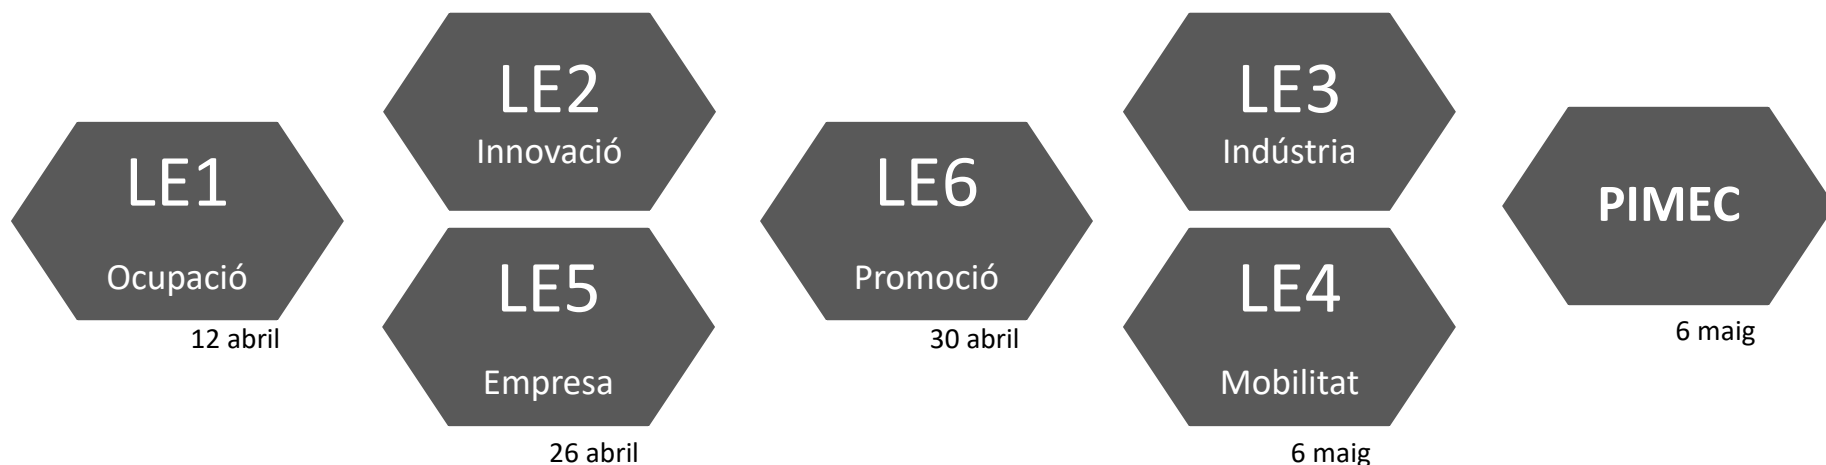 LE1
Ocupació
12 abril
LE2
Innovació
LE5
Empresa
26 abril
LE6
Promoció
30 abril
LE3
Indústria
LE4
Mobilitat
6 maig
PIMEC
6 maig